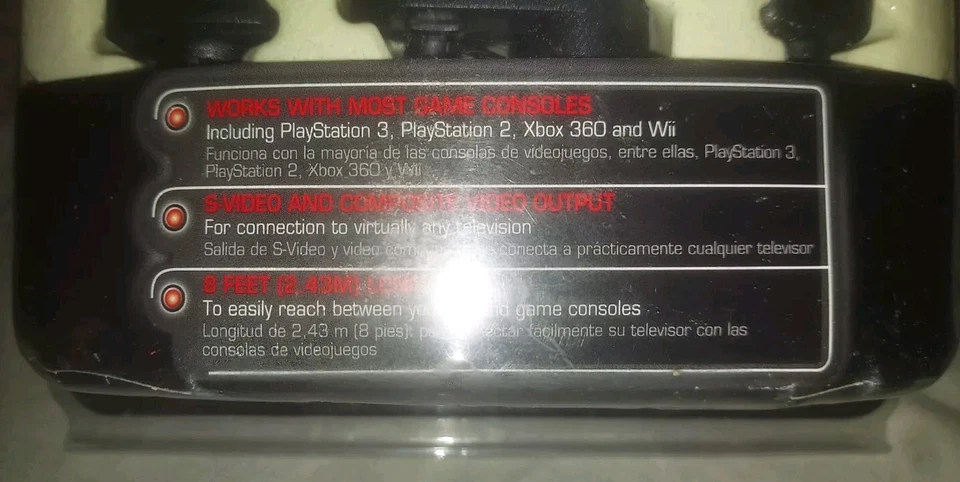 WORKS WITH MOST GAME CONSOLES
Including PlayStation 3, PlayStation 2, Xbox 360 and Wii
Funciona con la mayoria de las consolas de videojuegos, entre ellas, PlayStation 3,
PlayStation 2, Xbox 360 y Wii
S-VIDEO AND COMPOSITE VIDEO OUTPUT
For connection to virtually any television
Salida de S-Video y video conecta a prácticamente cualquier televisor
8 FEET (2.43M)
To easily reach between game consoles
Longitud de 2,43 m (8 pies): fácilmente su televisor con las
consolas de videojuegos